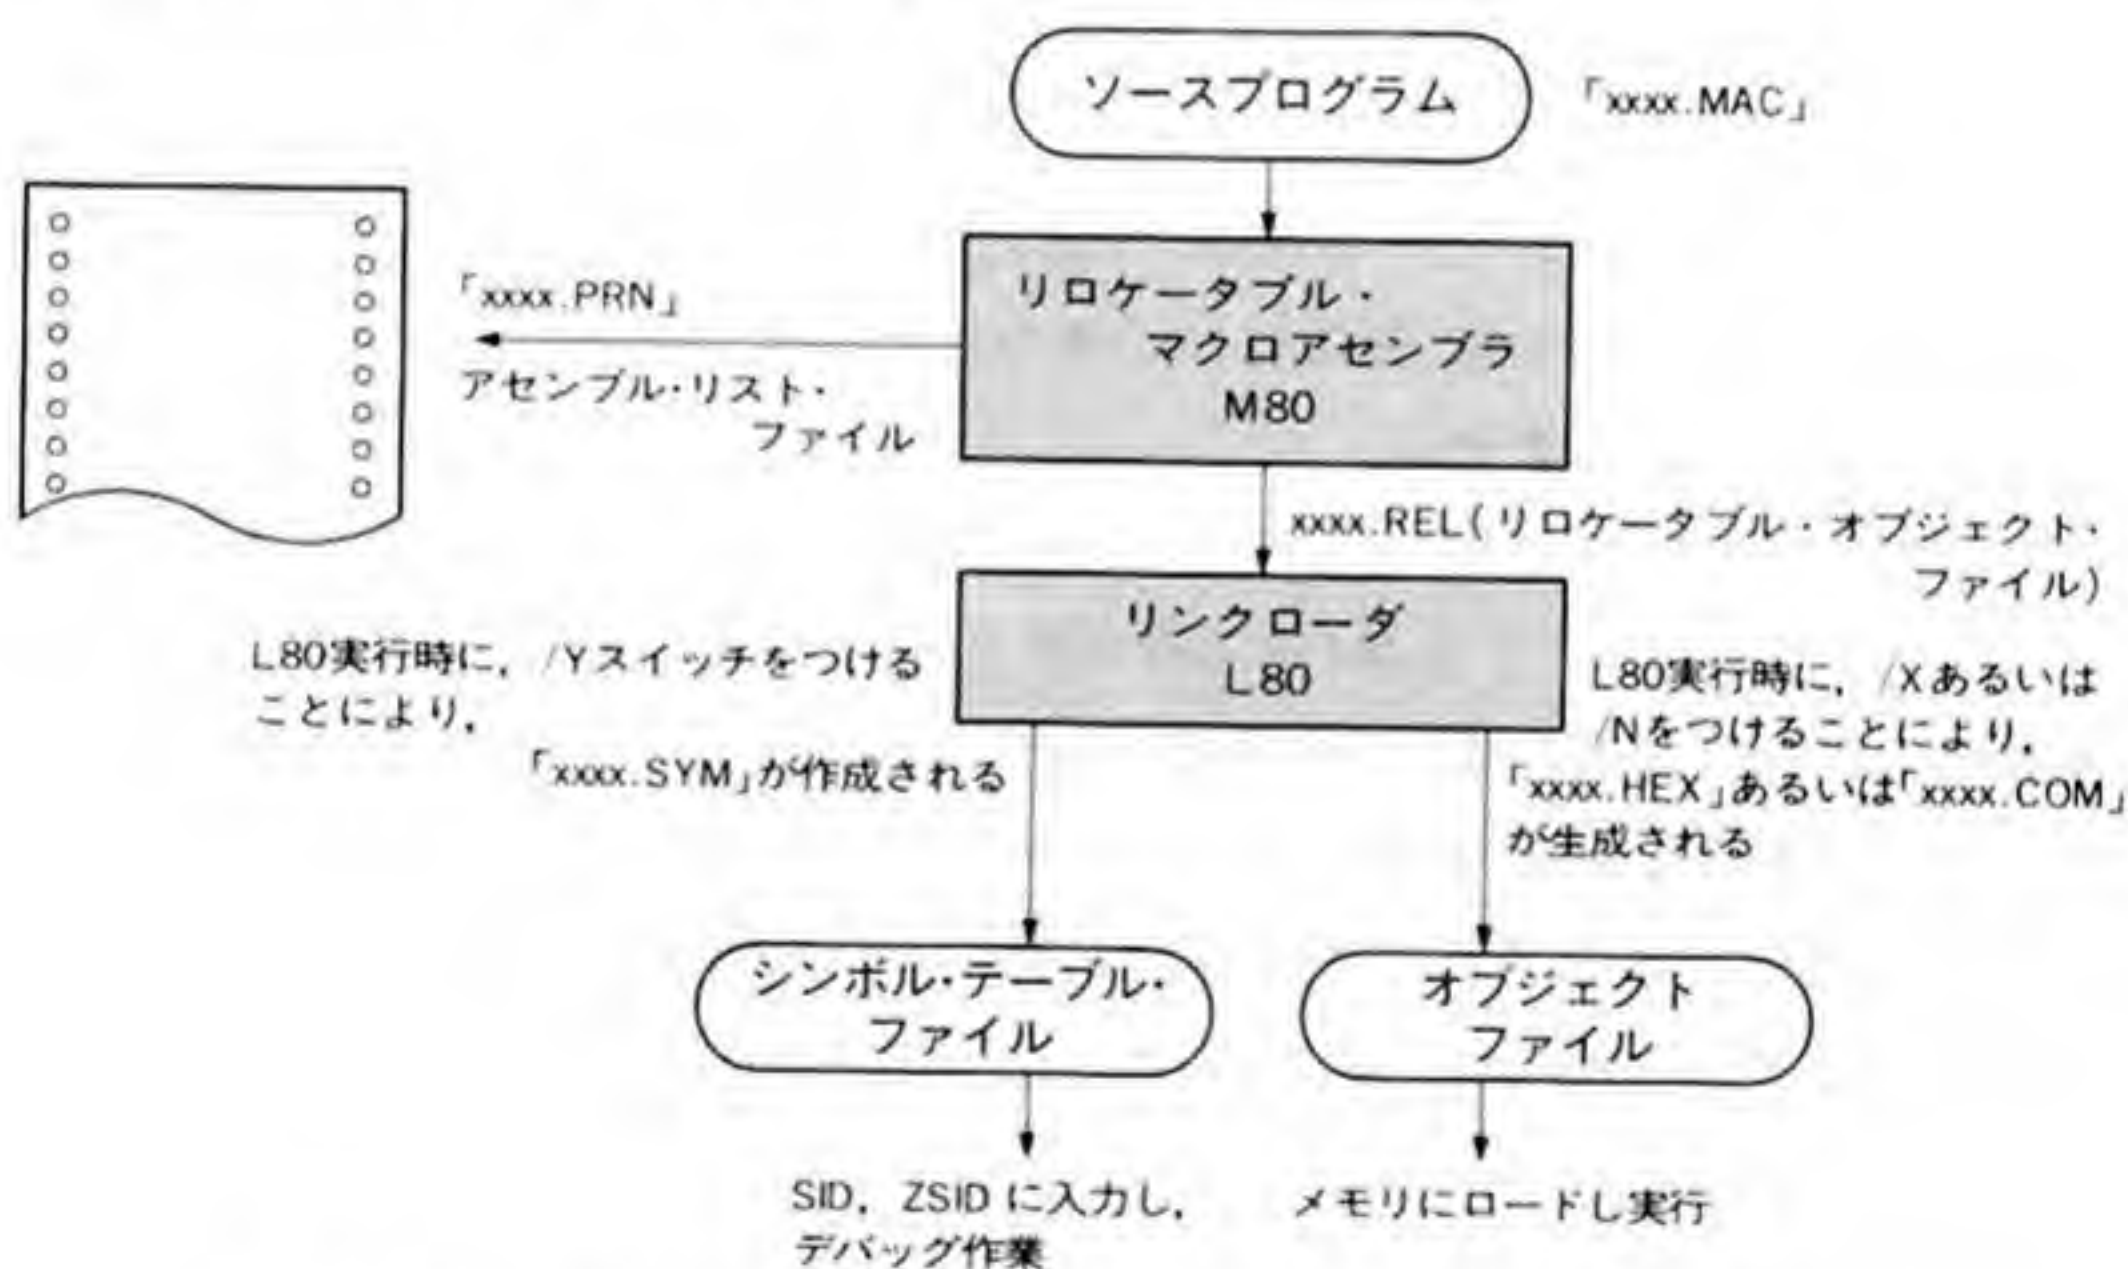 ソースプログラム
「xxxx.MAC」
リロケータブル・
マクロアセンブラ
M80
「xxxx.PRN」
アセンブル・リスト・
ファイル
xxxx.REL(リロケータブル・オブジェクト・
ファイル)
リンクローダ
L80
L80実行時に，/Yスイッチをつける
ことにより，
「xxxx.SYM」が作成される
L80実行時に，/Xあるいは
/Nをつけることにより，
「xxxx.HEX」あるいは「xxxx.COM」
が生成される
シンボル・テーブル・
ファイル
オブジェクト
ファイル
SID，ZSID に入力し，
デバッグ作業
メモリにロードし実行